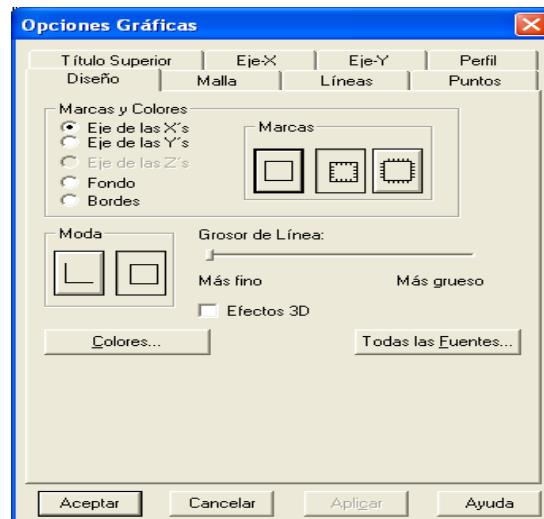 Opciones Gráficas
Título Superior Eje-X Eje-Y Perfil
Diseño Malla Líneas Puntos
Marcas y Colores
Eje de las X´s
Eje de las Y´s
Eje de las Z´s
Fondo
Bordes
Marcas
Moda
Grosor de Línea:
Más fino Más grueso
Efectos 3D
Colores... Todas las Fuentes...
Aceptar Cancelar Aplicar Ayuda